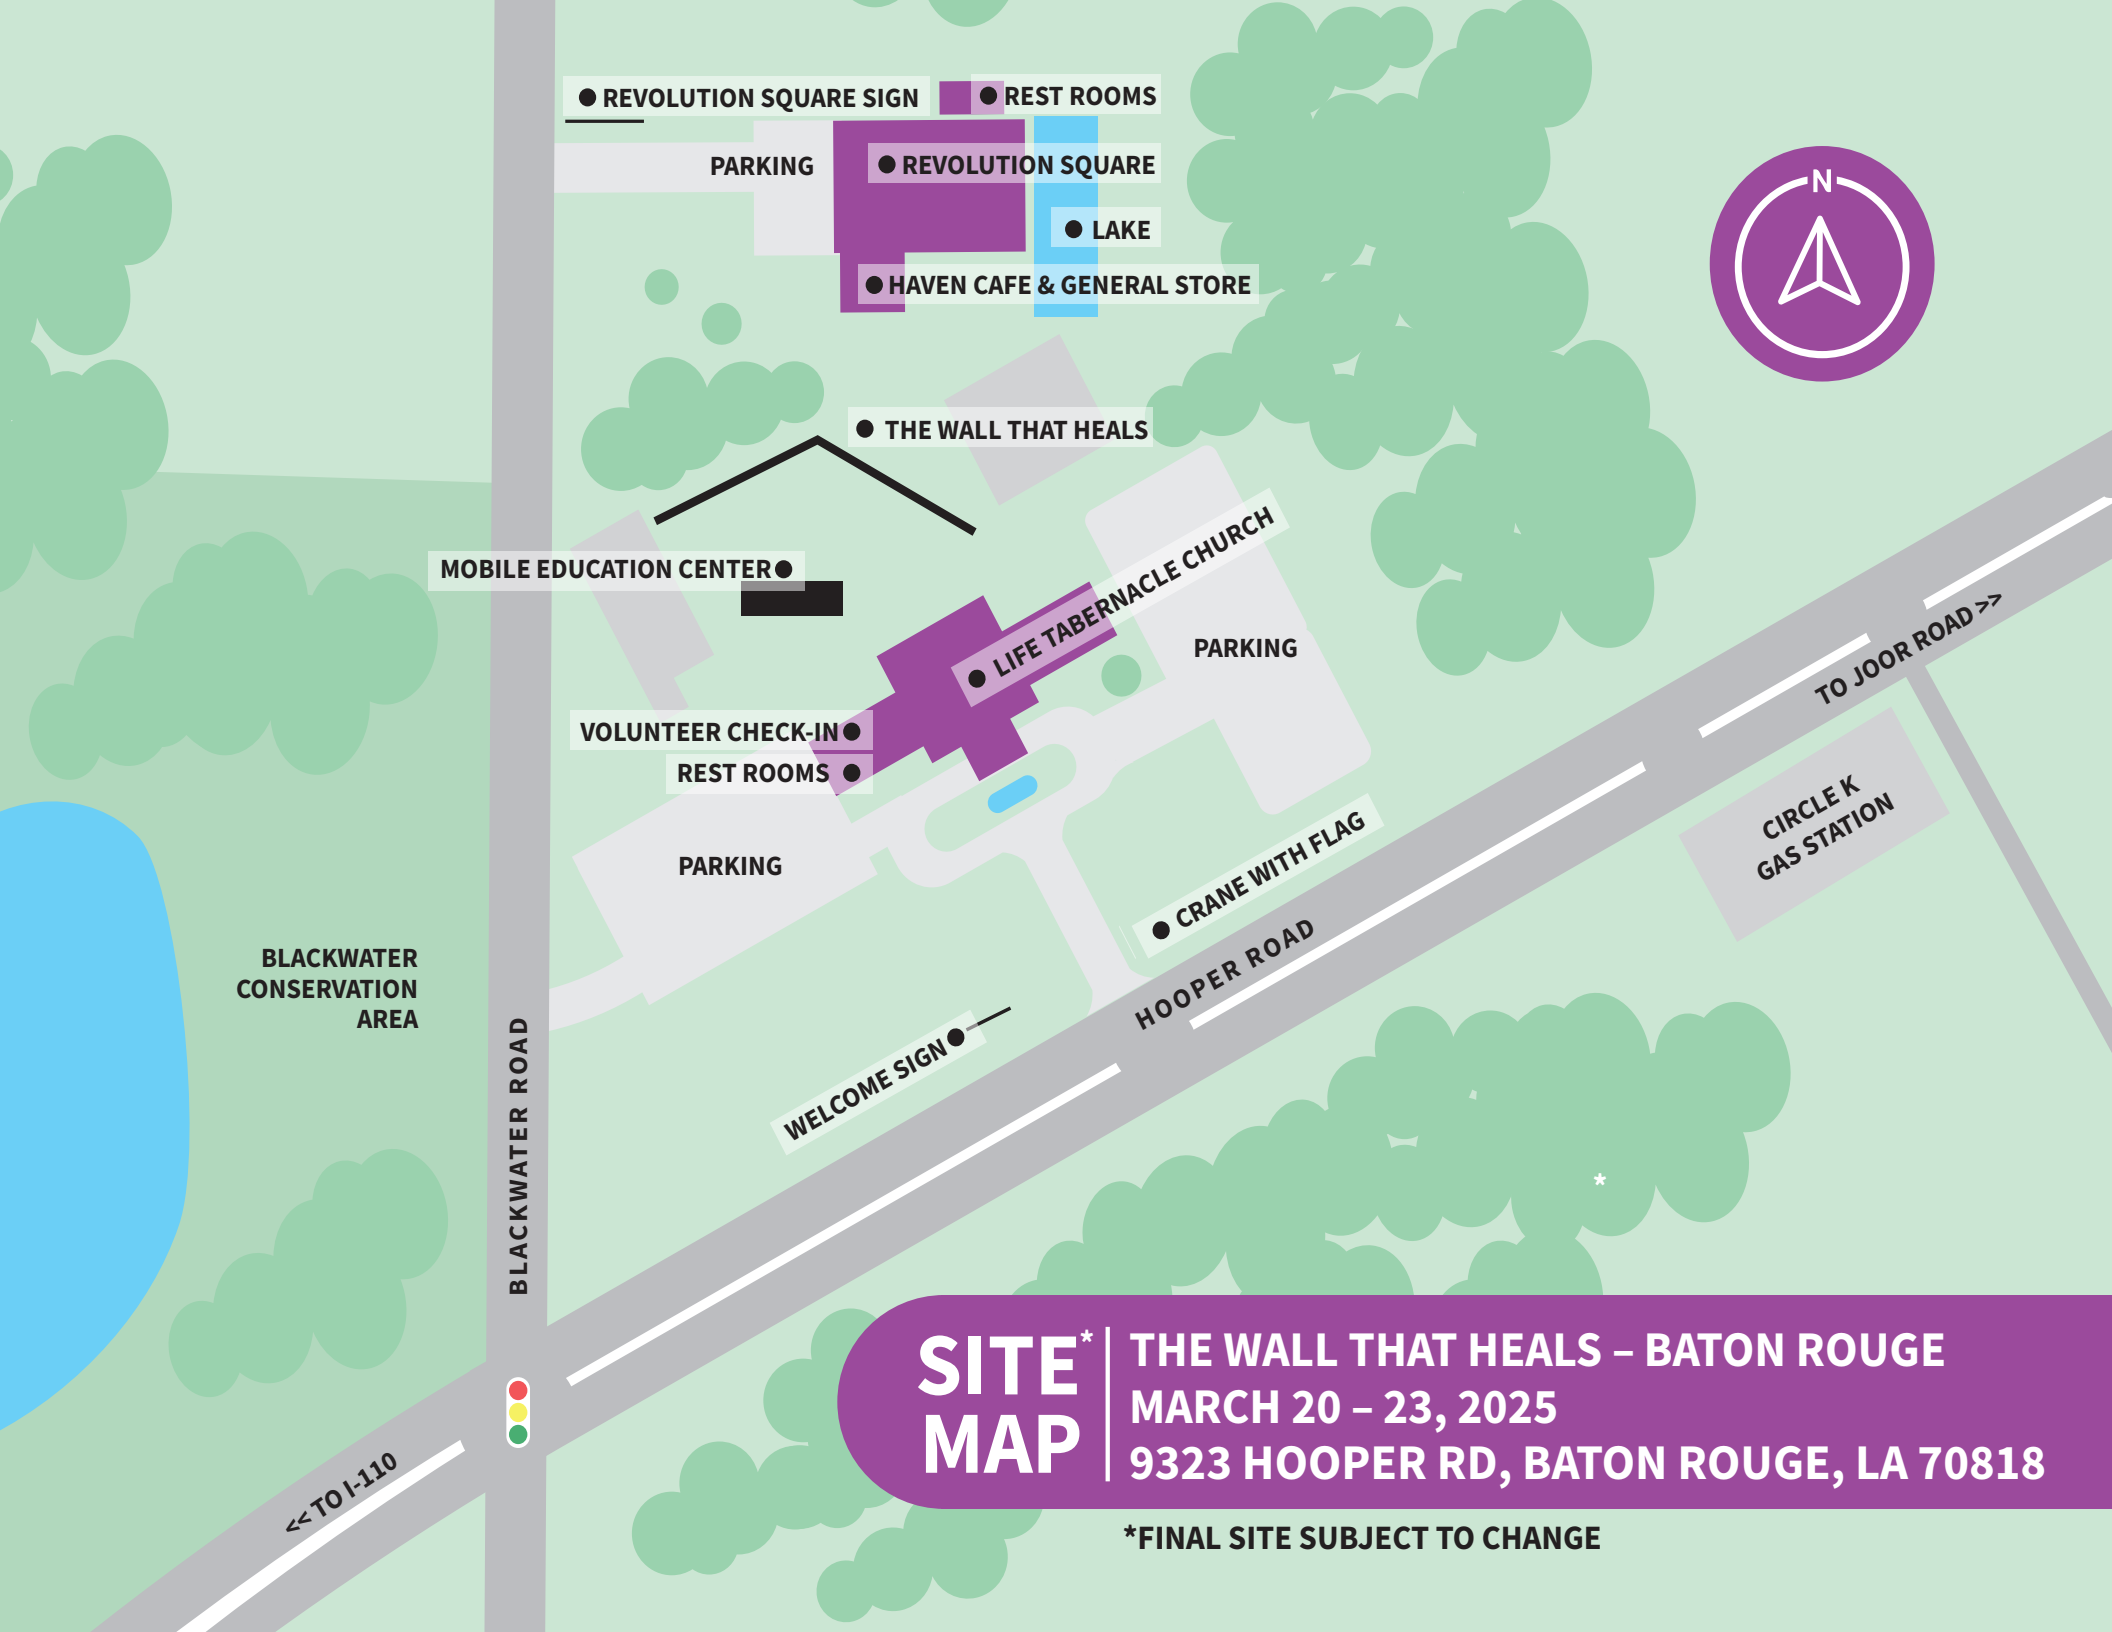 REVOLUTION SQUARE SIGN
REST ROOMS
PARKING
REVOLUTION SQUARE
N
LAKE
HAVEN CAFE & GENERAL STORE
THE WALL THAT HEALS
LIFE TABERNACLE CHURCH
MOBILE EDUCATION CENTER
PARKING
TO JOOR ROAD >>
VOLUNTEER CHECK-IN
REST ROOMS
CIRCLE K
GAS STATION
PARKING
CRANE WITH FLAG
HOOPER ROAD
BLACKWATER
CONSERVATION
AREA
WELCOME SIGN
BLACKWATER ROAD
*
<< TO I-110
SITE*
MAP
THE WALL THAT HEALS – BATON ROUGE
MARCH 20 – 23, 2025
9323 HOOPER RD, BATON ROUGE, LA 70818
*FINAL SITE SUBJECT TO CHANGE